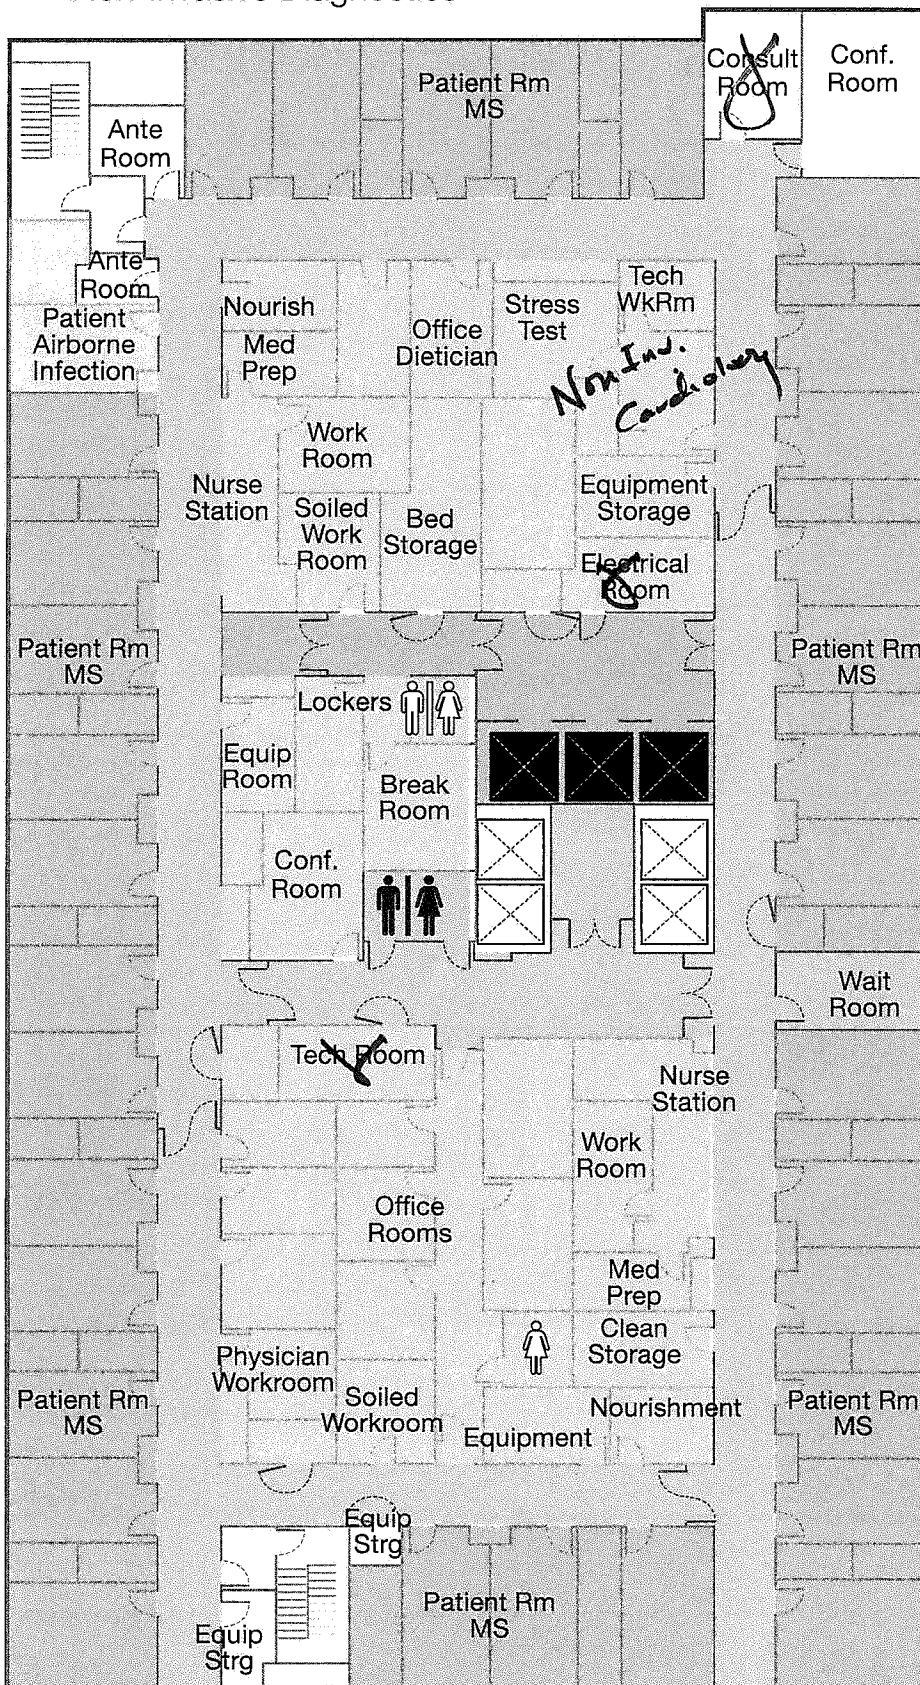 Non-Invasive Diagnostics
Patient Rm
MS
Consult
Room
Conf.
Room
Ante
Room
Ante
Room
Patient
Airborne
Infection
Nourish
Med
Prep
Office
Dietician
Stress
Test
Tech
WkRm
Non Inv.
Cardiology
Work
Room
Nurse
Station
Soiled
Work
Room
Bed
Storage
Equipment
Storage
Electrical
Room
Patient Rm
MS
Patient Rm
MS
Lockers
Equip
Room
Break
Room
Conf.
Room
Wait
Room
Tech Room
Nurse
Station
Work
Room
Office
Rooms
Med
Prep
Clean
Storage
Physician
Workroom
Soiled
Workroom
Nourishment
Equipment
Patient Rm
MS
Patient Rm
MS
Equip
Strg
Patient Rm
MS
Equip
Strg